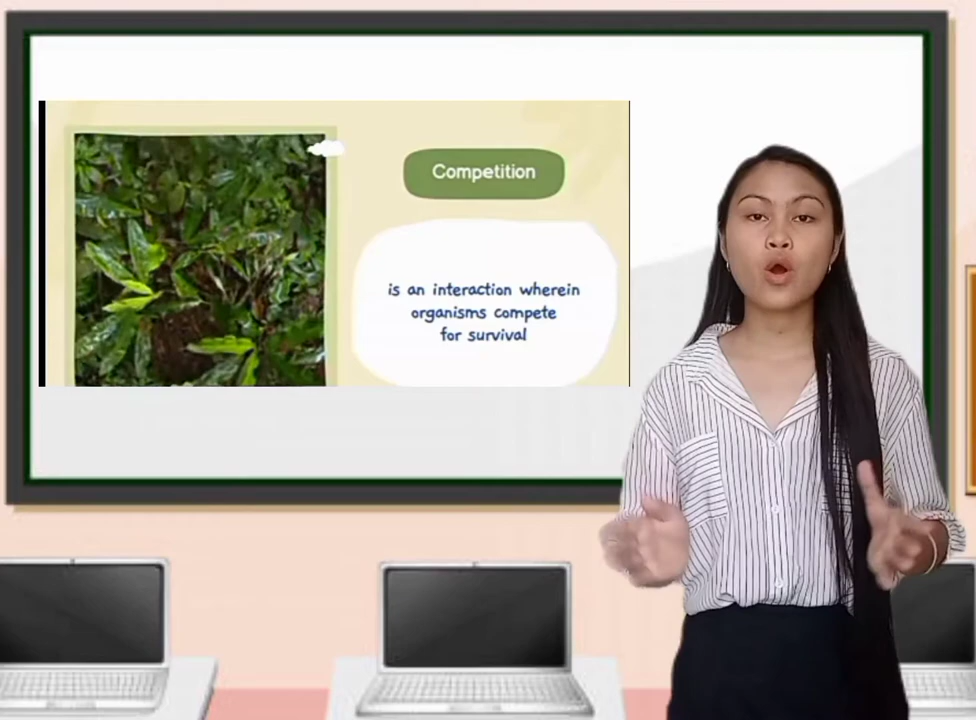 Competition
is an interaction wherein
organisms compete
for survival